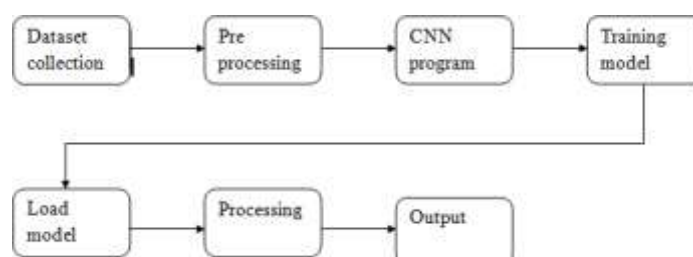 Dataset
collection
Pre
processing
CNN
program
Training
model
Load
model
Processing
Output